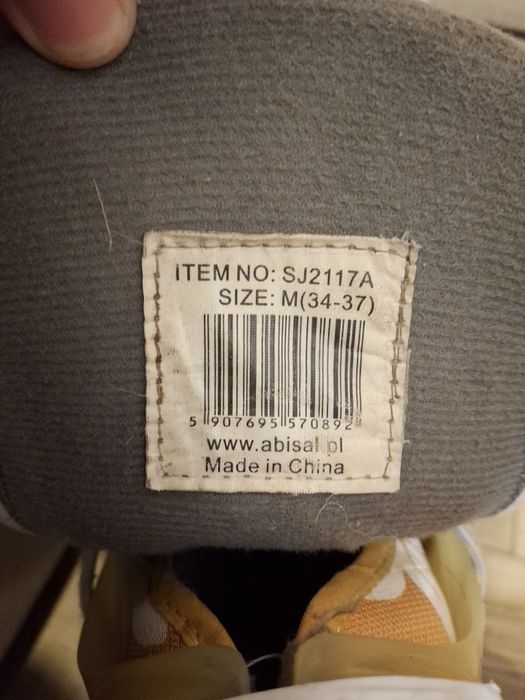 ITEM NO: SJ2117A
SIZE: M(34-37)
5 907695 570892
www.abisal.pl
Made in China